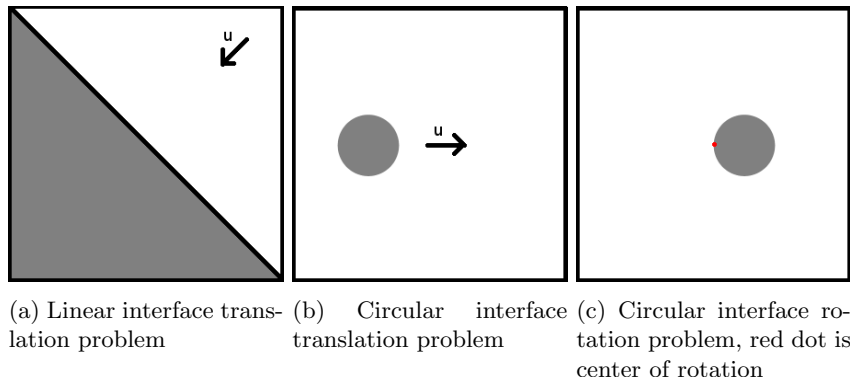 u
u
(a) Linear interface trans-
lation problem
(b) Circular interface
translation problem
(c) Circular interface ro-
tation problem, red dot is
center of rotation